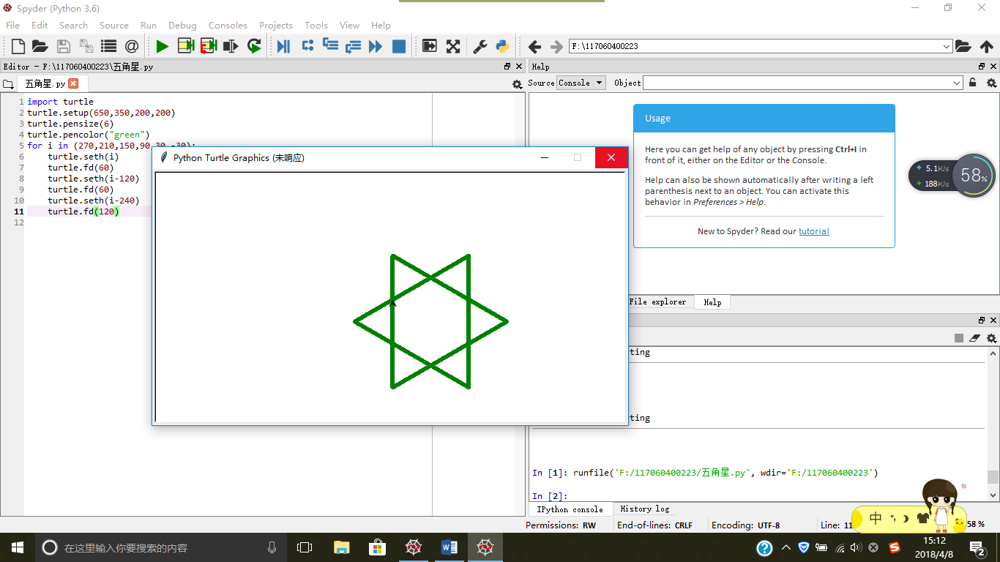 Spyder (Python 3.6)
File Edit Search Source Run Debug Consoles Projects Tools View Help
F:\117060400223
Editor - F:\117060400223\五角星.py
Help
五角星.py
Source Console Object
1 import turtle
2 turtle.setup(650,350,200,200)
3 turtle.pensize(6)
4 turtle.pencolor("green")
5 for i in (270,210,150,90,30,-30):
6 turtle.seth(i)
7 turtle.fd(60)
8 turtle.seth(i-120)
9 turtle.fd(60)
10 turtle.seth(i-240)
11 turtle.fd(120)
12
Python Turtle Graphics (未响应)
Usage
Here you can get help of any object by pressing Ctrl+I in
front of it, either on the Editor or the Console.
Help can also be shown automatically after writing a left
parenthesis next to an object. You can activate this
behavior in Preferences > Help.
New to Spyder? Read our tutorial
5.1K/s
188K/s
58%
File explorer Help
ting
ting
In [1]: runfile('F:/117060400223/五角星.py', wdir='F:/117060400223')
In [2]:
IPython console History log
中
Permissions: RW End-of-lines: CRLF Encoding: UTF-8 Line: 11 58 %
在这里输入你要搜索的内容
15:12
2018/4/8
2